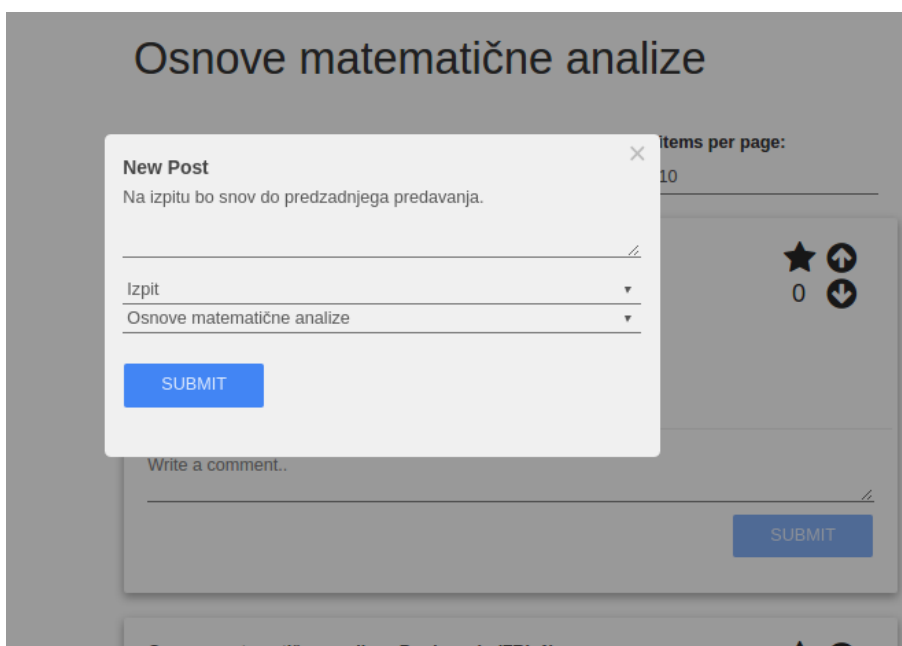 Osnove matematične analize
items per page:
10
New Post
Na izpitu bo snov do predzadnjega predavanja.
Izpit
Osnove matematične analize
SUBMIT
0
Write a comment..
SUBMIT